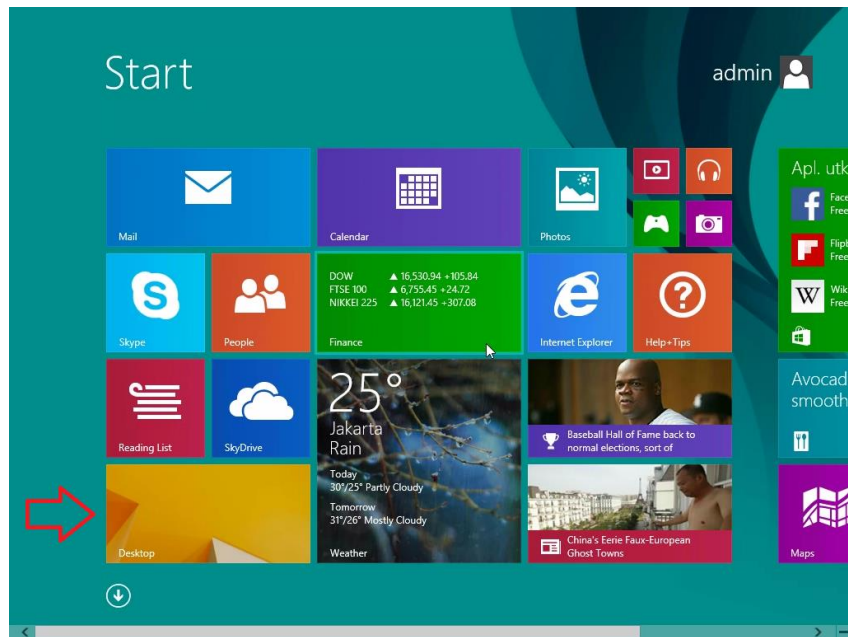 Start
admin
Mail
Calendar
Photos
Apl. utk
Face
Free
Flipb
Free
Wik
Free
Skype
People
DOW ▲ 16,530.94 +105.84
FTSE 100 ▲ 6,755.45 +24.72
NIKKEI 225 ▲ 16,121.45 +307.08
Finance
Internet Explorer
Help+Tips
Reading List
SkyDrive
25°
Jakarta
Rain
Today
30°/25° Partly Cloudy
Tomorrow
31°/26° Mostly Cloudy
Weather
Baseball Hall of Fame back to
normal elections, sort of
Avocad
smooth
Desktop
China's Eerie Faux-European
Ghost Towns
Maps